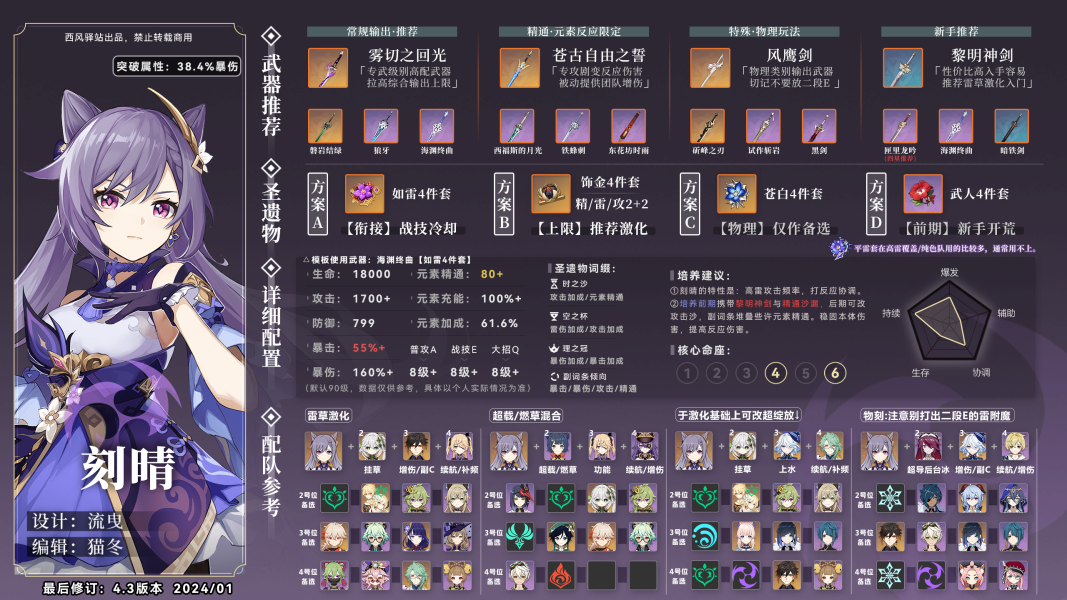 西风驿站出品，禁止转载商用
突破属性：38.4%暴伤
刻晴
设计：流曳
编辑：猫冬
最后修订：4.3版本 2024/01
武器推荐
常规输出·推荐
雾切之回光
「专武级别高配武器
拉高综合输出上限」
磐岩结绿
狼牙
海渊终曲
精通·元素反应限定
苍古自由之誓
「专攻剧变反应伤害
被动提供团队增伤」
西福斯的月光
铁蜂刺
东花坊时雨
特殊·物理玩法
风鹰剑
「物理类别输出武器
切记不要放二段E」
斫峰之刃
试作斩岩
黑剑
新手推荐
黎明神剑
「性价比高入手容易
推荐雷草激化入门」
匣里龙吟
(四星推荐)
海渊终曲
暗铁剑
圣遗物
方案A
如雷4件套
【衔接】战技冷却
方案B
饰金4件套
精/雷/攻2+2
【上限】推荐激化
方案C
苍白4件套
【物理】仅作备选
方案D
武人4件套
【前期】新手开荒
平雷套在高雷覆盖/纯色队用的比较多，通常用不上。
详细配置
△模板使用武器：海渊终曲【如雷4件套】
生命： 18000 元素精通： 80+
攻击： 1700+ 元素充能： 100%+
防御： 799 元素加成： 61.6%
暴击： 55%+ 普攻A 战技E 大招Q
暴伤： 160%+ 8级+ 8级+ 8级+
(默认90级，数据仅供参考，具体以个人实际情况为准)
圣遗物词缀：
时之沙
攻击加成/元素精通
空之杯
雷伤加成/攻击加成
理之冠
暴伤加成/暴击加成
副词条倾向
暴击/暴伤/攻击/精通
培养建议：
①刻晴的特性是：高雷攻击频率，打反应协调。
②培养前期携带黎明神剑与精通沙漏，后期可改
攻击沙，副词条堆叠些许元素精通。稳固本体伤
害，提高反应伤害。
核心命座：
1 2 3 4 5 6
爆发
持续
辅助
生存
协调
配队参考
雷草激化
2 3 4
挂草
增伤/副C
续航/补频
2号位
备选
3号位
备选
4号位
备选
超载/燃草混合
2 3 4
超载/燃草
功能
续航/增伤
2号位
备选
3号位
备选
4号位
备选
于激化基础上可改超绽放↓
2 3 4
挂草
上水
续航/补频
2号位
备选
3号位
备选
4号位
备选
物刻:注意别打出二段E的雷附魔
2 3 4
超导后台冰
增伤/副C
续航/增伤
2号位
备选
3号位
备选
4号位
备选